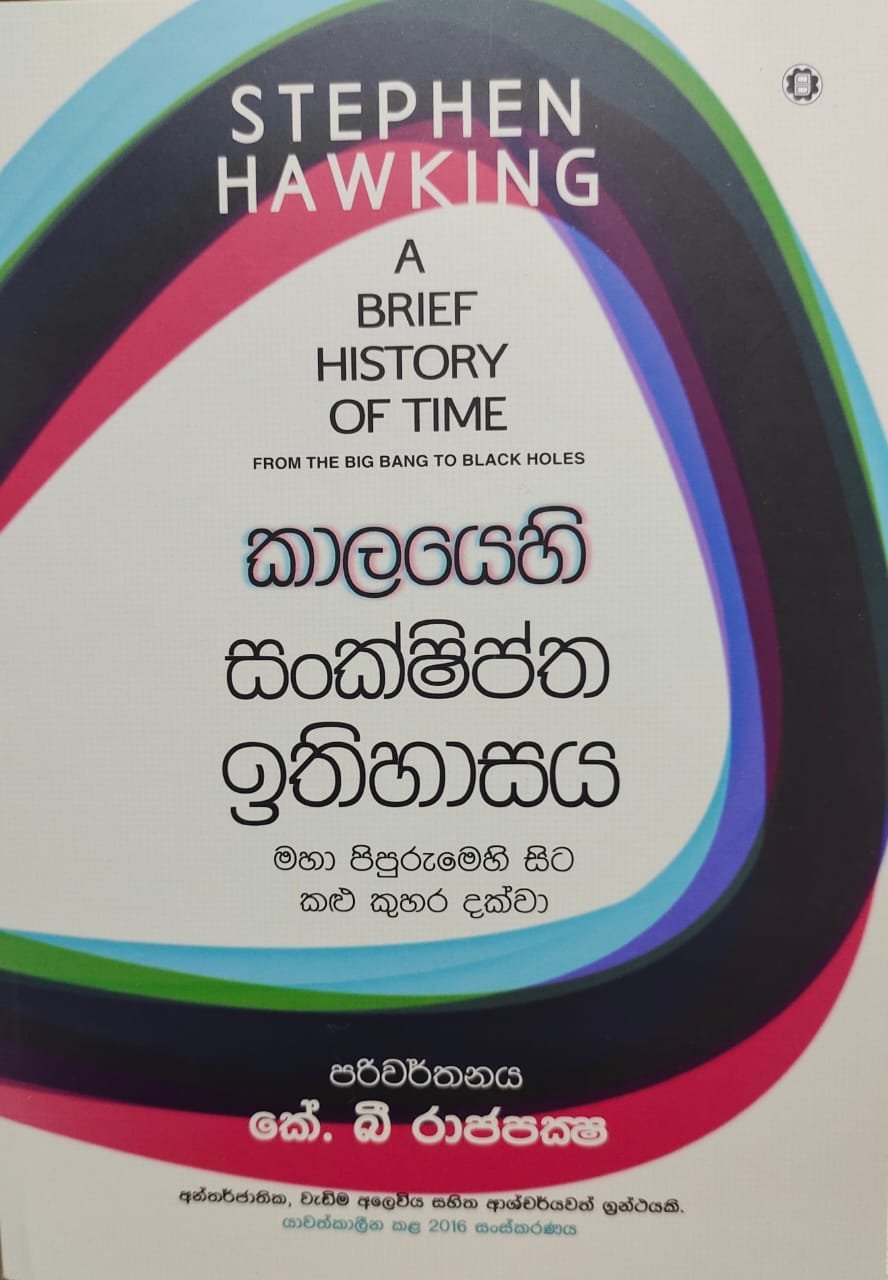 STEPHEN
HAWKING
A
BRIEF
HISTORY
OF TIME
FROM THE BIG BANG TO BLACK HOLES
කාලයෙහි
සංක්ෂිප්ත
ඉතිහාසය
මහා පිපුරුමෙහි සිට
කළු කුහර දක්වා
පරිවර්තනය
කේ. බී රාජපක්ෂ
අන්තර්ජාතික, වැඩිම අලෙවිය සහිත ආශ්චර්යවත් ග්‍රන්ථයකි.
යාවත්කාලීන කළ 2016 සංස්කරණය